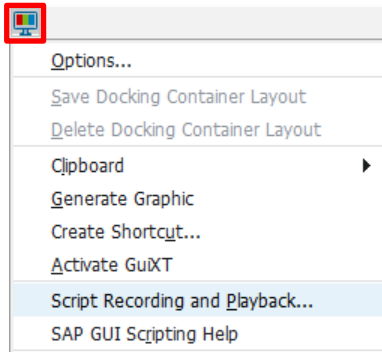 Options...
Save Docking Container Layout
Delete Docking Container Layout
Clipboard
Generate Graphic
Create Shortcut...
Activate GuiXT
Script Recording and Playback...
SAP GUI Scripting Help